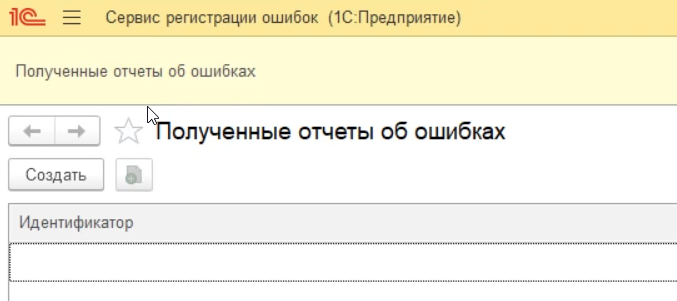 1С Сервис регистрации ошибок (1С:Предприятие)
Полученные отчеты об ошибках
Полученные отчеты об ошибках
Создать
Идентификатор